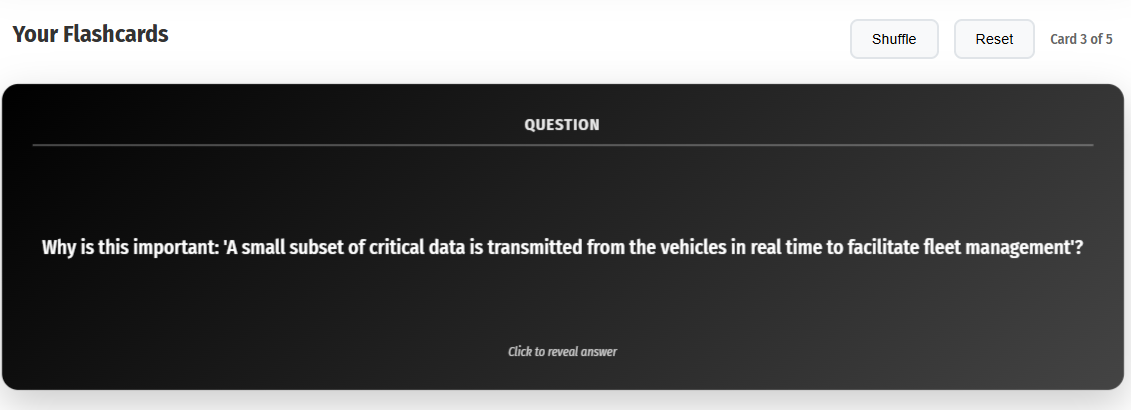 Your Flashcards
Shuffle
Reset
Card 3 of 5
QUESTION
Why is this important: 'A small subset of critical data is transmitted from the vehicles in real time to facilitate fleet management'?
Click to reveal answer